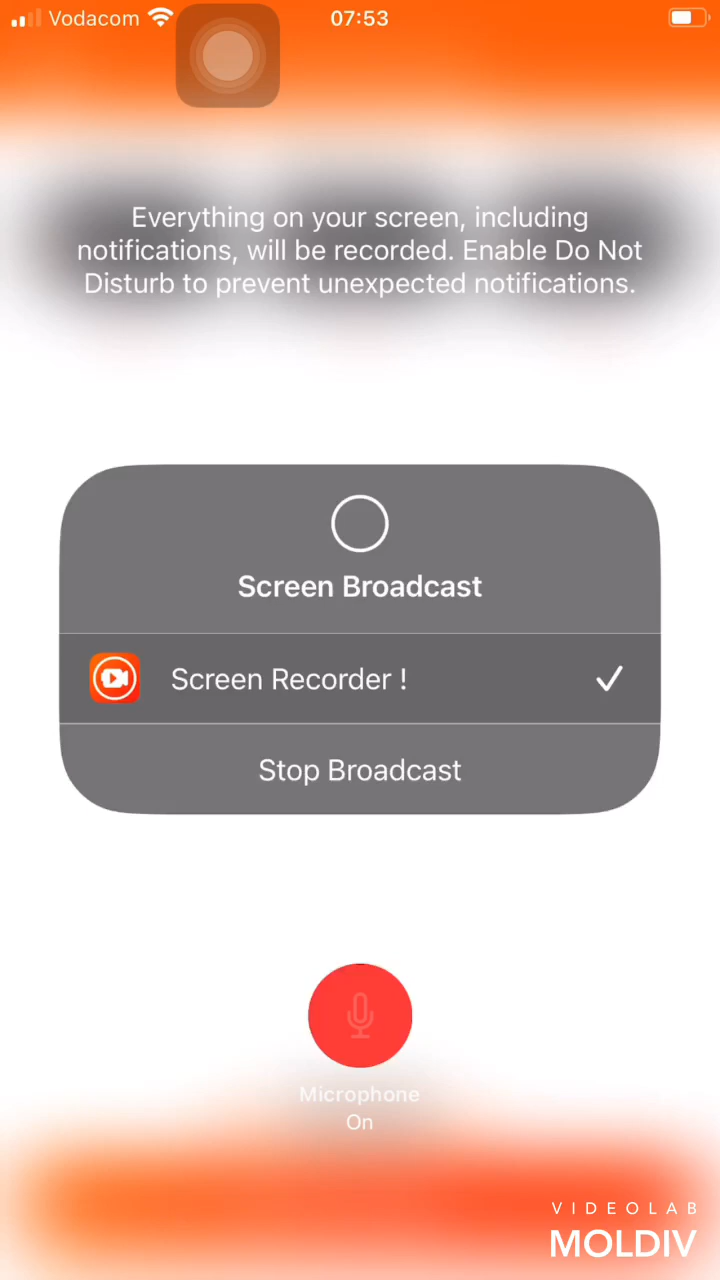 Vodacom 07:53
Everything on your screen, including
notifications, will be recorded. Enable Do Not
Disturb to prevent unexpected notifications.
Screen Broadcast
Screen Recorder !
Stop Broadcast
Microphone
On
VIDEOLAB
MOLDIV